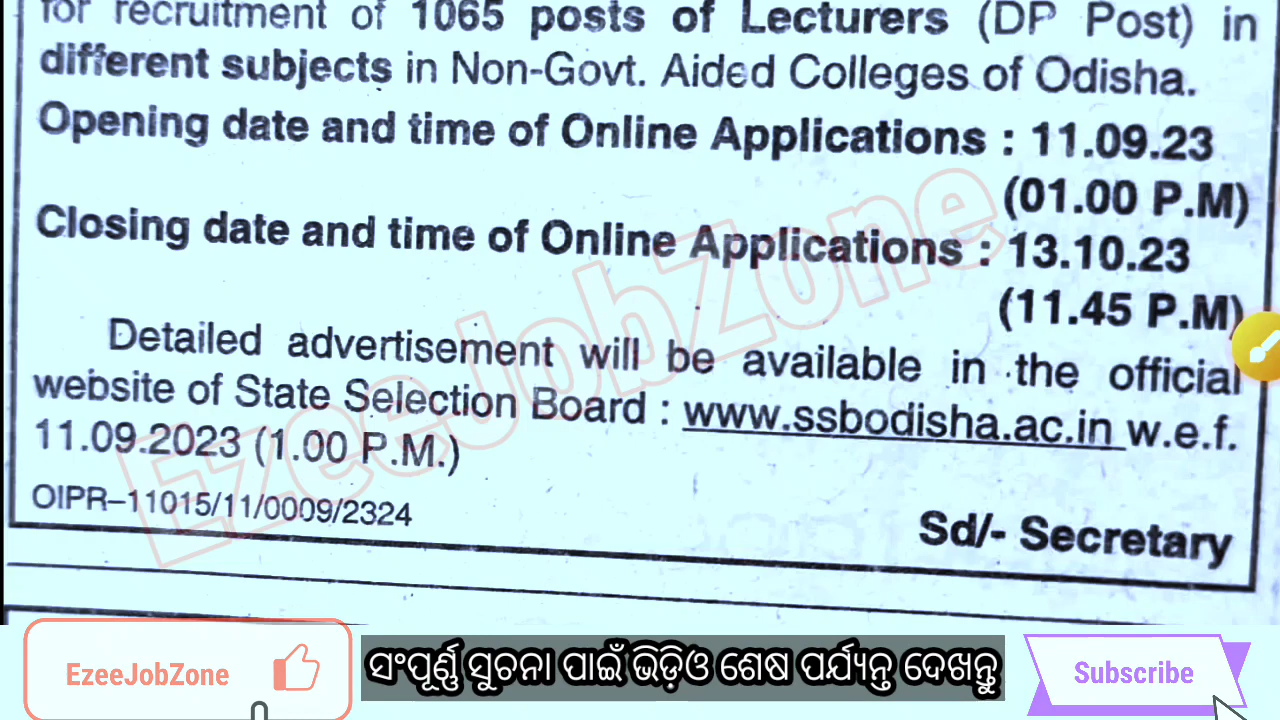 for recruitment of 1065 posts of Lecturers (DP Post) in
different subjects in Non-Govt. Aided Colleges of Odisha.
Opening date and time of Online Applications : 11.09.23
(01.00 P.M)
Closing date and time of Online Applications : 13.10.23
(11.45 P.M)
Detailed advertisement will be available in the official
website of State Selection Board : www.ssbodisha.ac.in w.e.f.
11.09.2023 (1.00 P.M.)
OIPR–11015/11/0009/2324
Sd/- Secretary
EzeeJobZone
EzeeJobZone
ସଂପୂର୍ଣ୍ଣ ସୁଚନା ପାଇଁ ଭିଡ଼ିଓ ଶେଷ ପର୍ଯ୍ୟନ୍ତ ଦେଖନ୍ତୁ
Subscribe